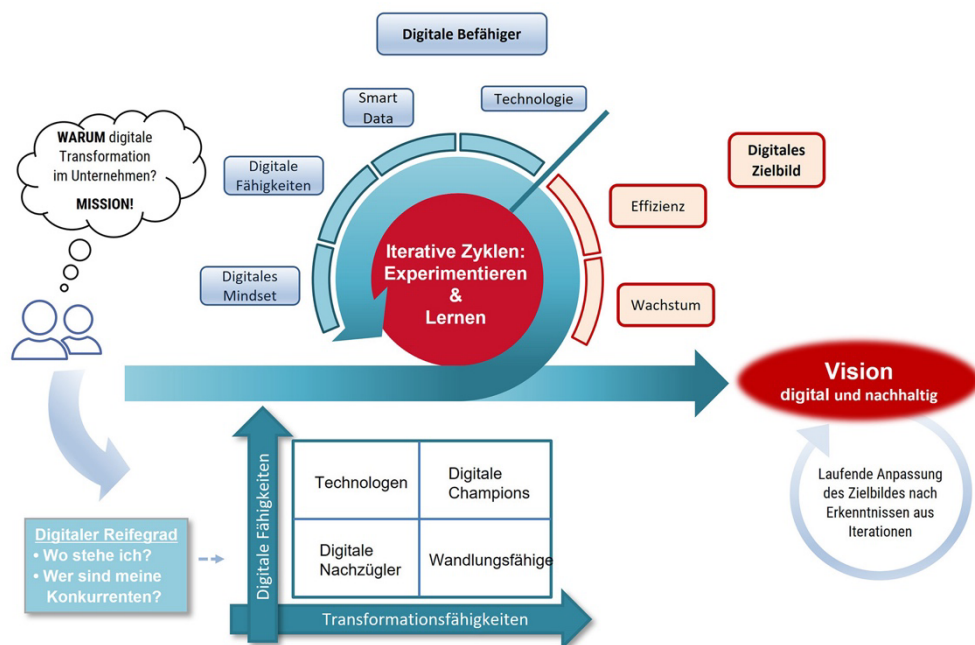 Digitale Befähiger
Smart
Data
Technologie
WARUM digitale
Transformation
im Unternehmen?
MISSION!
Digitale
Fähigkeiten
Digitales
Zielbild
Effizienz
Iterative Zyklen:
Experimentieren
&
Lernen
Digitales
Mindset
Wachstum
Vision
digital und nachhaltig
Digitale Fähigkeiten
Technologen
Digitale
Champions
Digitale
Nachzügler
Wandlungsfähige
Transformationsfähigkeiten
Laufende Anpassung
des Zielbildes nach
Erkenntnissen aus
Iterationen
Digitaler Reifegrad
• Wo stehe ich?
• Wer sind meine
Konkurrenten?